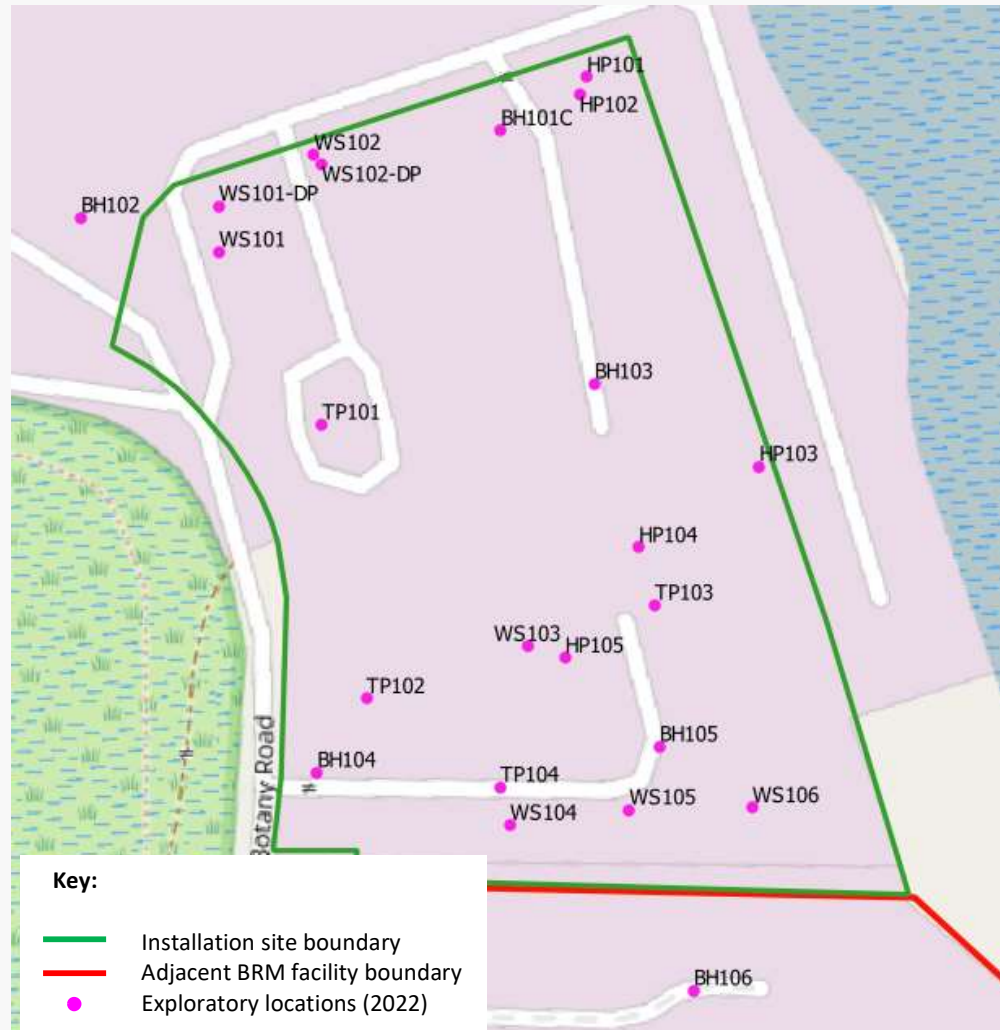 HP101
HP102
BH101C
WS102
WS102-DP
WS101-DP
BH102
WS101
BH103
TP101
HP103
HP104
TP103
WS103
HP105
TP102
BH105
BH104
TP104
WS106
WS105
WS104
Botany Road
Key:
Installation site boundary
Adjacent BRM facility boundary
Exploratory locations (2022)
BH106